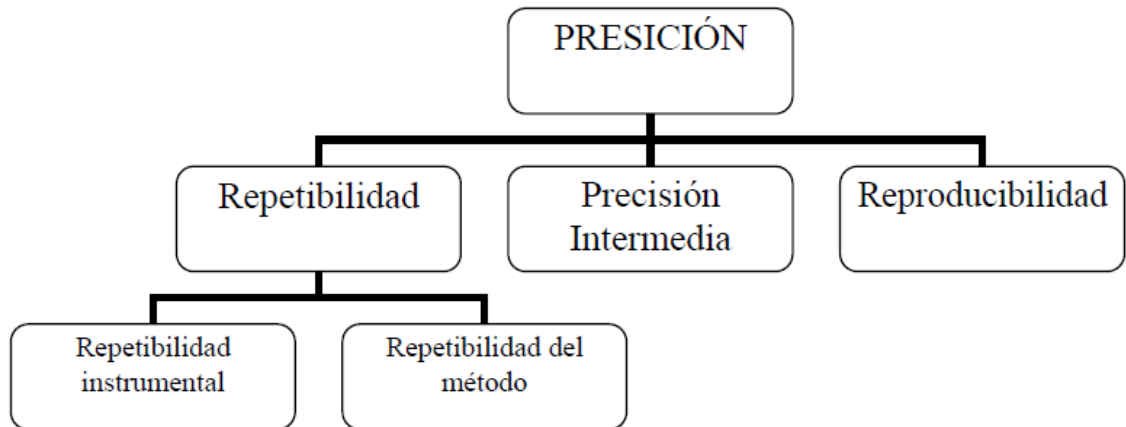 PRESICIÓN
Repetibilidad
Precisión
Intermedia
Reproducibilidad
Repetibilidad
instrumental
Repetibilidad del
método